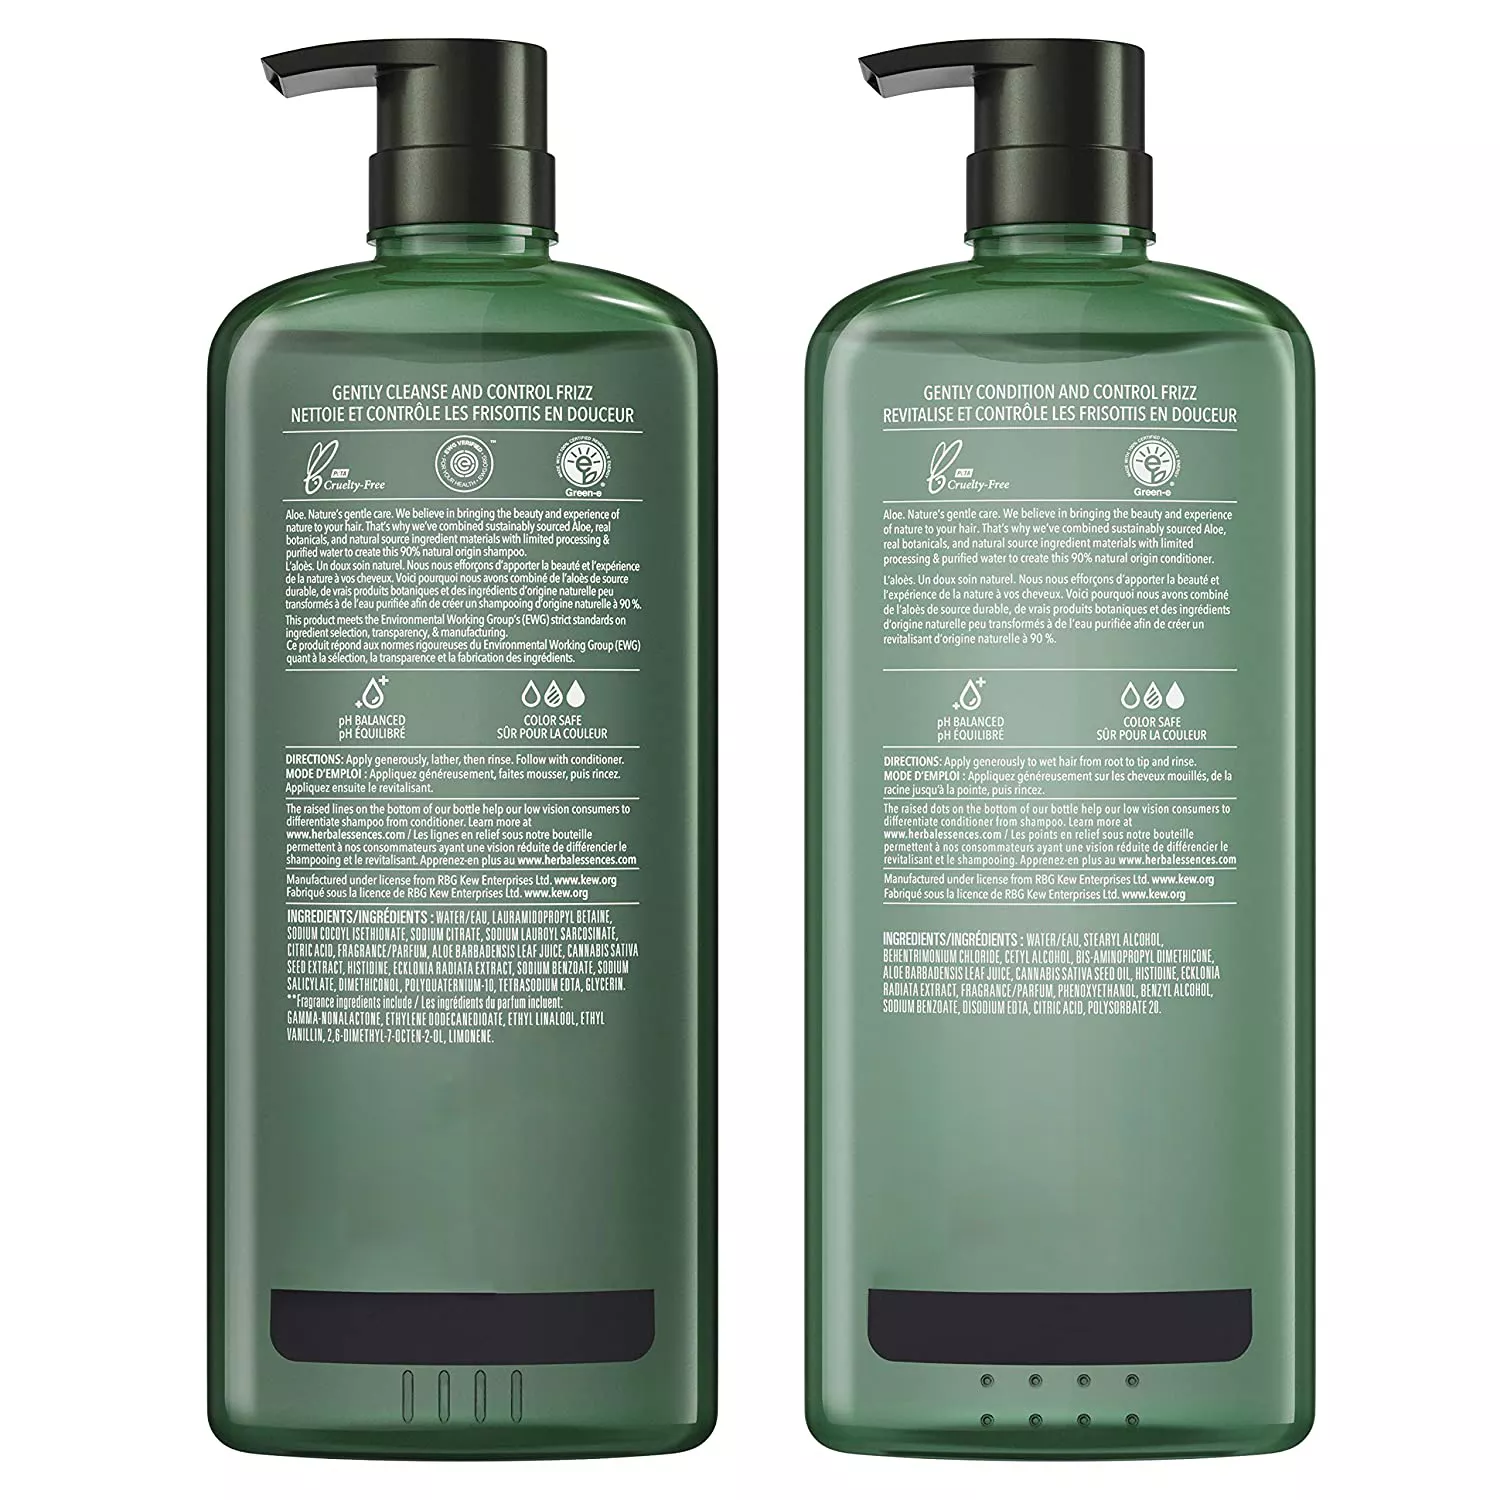 GENTLY CLEANSE AND CONTROL FRIZZ
NETTOIE ET CONTRÔLE LES FRISOTTIS EN DOUCEUR
PETA
Cruelty-Free
EWG VERIFIED
FOR YOUR HEALTH • EWG.ORG
™
MADE WITH 100% CERTIFIED RENEWABLE ENERGY
Green-e®
Aloe. Nature's gentle care. We believe in bringing the beauty and experience of
nature to your hair. That's why we've combined sustainably sourced Aloe, real
botanicals, and natural source ingredient materials with limited processing &
purified water to create this 90% natural origin shampoo.
L'aloès. Un doux soin naturel. Nous nous efforçons d'apporter la beauté et l'expérience
de la nature à vos cheveux. Voici pourquoi nous avons combiné de l'aloès de source
durable, de vrais produits botaniques et des ingrédients d'origine naturelle peu
transformés à de l'eau purifiée afin de créer un shampooing d'origine naturelle à 90 %.
This product meets the Environmental Working Group's (EWG) strict standards on
ingredient selection, transparency, & manufacturing.
Ce produit répond aux normes rigoureuses du Environmental Working Group (EWG)
quant à la sélection, la transparence et la fabrication des ingrédients.
pH BALANCED
pH ÉQUILIBRÉ
COLOR SAFE
SÛR POUR LA COULEUR
DIRECTIONS: Apply generously, lather, then rinse. Follow with conditioner.
MODE D'EMPLOI : Appliquez généreusement, faites mousser, puis rincez.
Appliquez ensuite le revitalisant.
The raised lines on the bottom of our bottle help our low vision consumers to
differentiate shampoo from conditioner. Learn more at
www.herbalessences.com / Les lignes en relief sous notre bouteille
permettent à nos consommateurs ayant une vision réduite de différencier le
shampooing et le revitalisant. Apprenez-en plus au www.herbalessences.com
Manufactured under license from RBG Kew Enterprises Ltd. www.kew.org
Fabriqué sous la licence de RBG Kew Enterprises Ltd. www.kew.org
INGREDIENTS/INGRÉDIENTS : WATER/EAU, LAURAMIDOPROPYL BETAINE,
SODIUM COCOYL ISETHIONATE, SODIUM CITRATE, SODIUM LAUROYL SARCOSINATE,
CITRIC ACID, FRAGRANCE/PARFUM, ALOE BARBADENSIS LEAF JUICE, CANNABIS SATIVA
SEED EXTRACT, HISTIDINE, ECKLONIA RADIATA EXTRACT, SODIUM BENZOATE, SODIUM
SALICYLATE, DIMETHICONOL, POLYQUATERNIUM-10, TETRASODIUM EDTA, GLYCERIN.
**Fragrance ingredients include / Les ingrédients du parfum incluent:
GAMMA-NONALACTONE, ETHYLENE DODECANEDIOATE, ETHYL LINALOOL, ETHYL
VANILLIN, 2,6-DIMETHYL-7-OCTEN-2-OL, LIMONENE.
GENTLY CONDITION AND CONTROL FRIZZ
REVITALISE ET CONTRÔLE LES FRISOTTIS EN DOUCEUR
PETA
Cruelty-Free
MADE WITH 100% CERTIFIED RENEWABLE ENERGY
Green-e®
Aloe. Nature's gentle care. We believe in bringing the beauty and experience
of nature to your hair. That's why we've combined sustainably sourced Aloe,
real botanicals, and natural source ingredient materials with limited
processing & purified water to create this 90% natural origin conditioner.
L'aloès. Un doux soin naturel. Nous nous efforçons d'apporter la beauté et
l'expérience de la nature à vos cheveux. Voici pourquoi nous avons combiné
de l'aloès de source durable, de vrais produits botaniques et des ingrédients
d'origine naturelle peu transformés à de l'eau purifiée afin de créer un
revitalisant d'origine naturelle à 90 %.
pH BALANCED
pH ÉQUILIBRÉ
COLOR SAFE
SÛR POUR LA COULEUR
DIRECTIONS: Apply generously to wet hair from root to tip and rinse.
MODE D'EMPLOI : Appliquez généreusement sur les cheveux mouillés, de la
racine jusqu'à la pointe, puis rincez.
The raised dots on the bottom of our bottle help our low vision consumers to
differentiate conditioner from shampoo. Learn more at
www.herbalessences.com / Les points en relief sous notre bouteille
permettent à nos consommateurs ayant une vision réduite de différencier le
revitalisant et le shampooing. Apprenez-en plus au www.herbalessences.com
Manufactured under license from RBG Kew Enterprises Ltd. www.kew.org
Fabriqué sous la licence de RBG Kew Enterprises Ltd. www.kew.org
INGREDIENTS/INGRÉDIENTS : WATER/EAU, STEARYL ALCOHOL,
BEHENTRIMONIUM CHLORIDE, CETYL ALCOHOL, BIS-AMINOPROPYL DIMETHICONE,
ALOE BARBADENSIS LEAF JUICE, CANNABIS SATIVA SEED OIL, HISTIDINE, ECKLONIA
RADIATA EXTRACT, FRAGRANCE/PARFUM, PHENOXYETHANOL, BENZYL ALCOHOL,
SODIUM BENZOATE, DISODIUM EDTA, CITRIC ACID, POLYSORBATE 20.